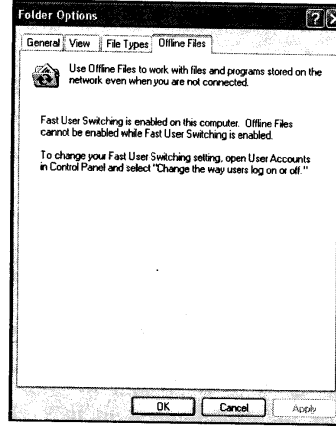 Folder Options
General View File Types Offline Files
Use Offline Files to work with files and programs stored on the
network even when you are not connected.
Fast User Switching is enabled on this computer. Offline Files
cannot be enabled while Fast User Switching is enabled.
To change your Fast User Switching setting, open User Accounts
in Control Panel and select "Change the way users log on or off."
OK Cancel Apply